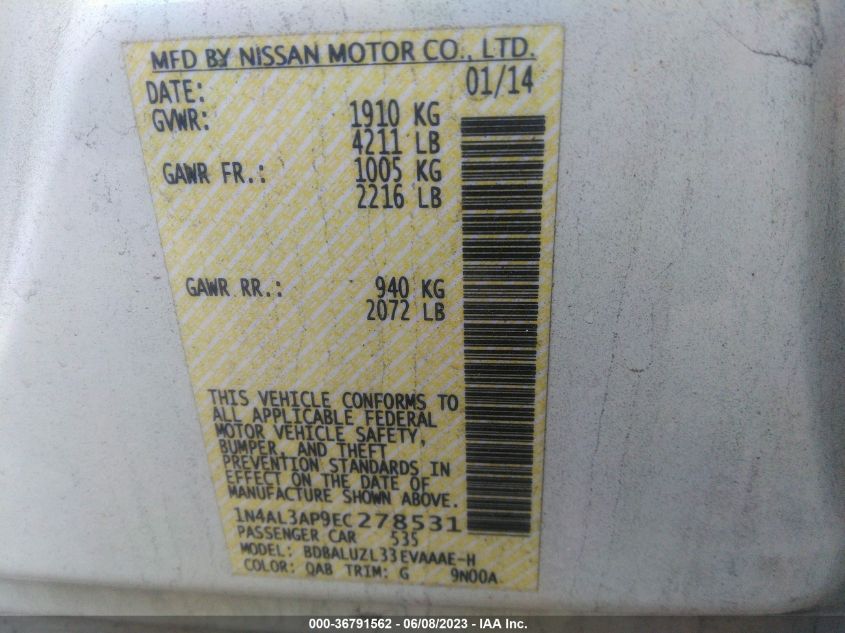 MFD BY NISSAN MOTOR CO., LTD.
DATE: 01/14
GVWR: 1910 KG
4211 LB
GAWR FR.: 1005 KG
2216 LB
GAWR RR.: 940 KG
2072 LB
THIS VEHICLE CONFORMS TO
ALL APPLICABLE FEDERAL
MOTOR VEHICLE SAFETY,
BUMPER, AND THEFT
PREVENTION STANDARDS IN
EFFECT ON THE DATE OF
MANUFACTURE SHOWN ABOVE.
1N4AL3AP9EC278531
PASSENGER CAR 535
MODEL: BDBALUZL33EVAAAE-H
COLOR: QAB TRIM: G 9N00A
000-36791562 - 06/08/2023 - IAA Inc.